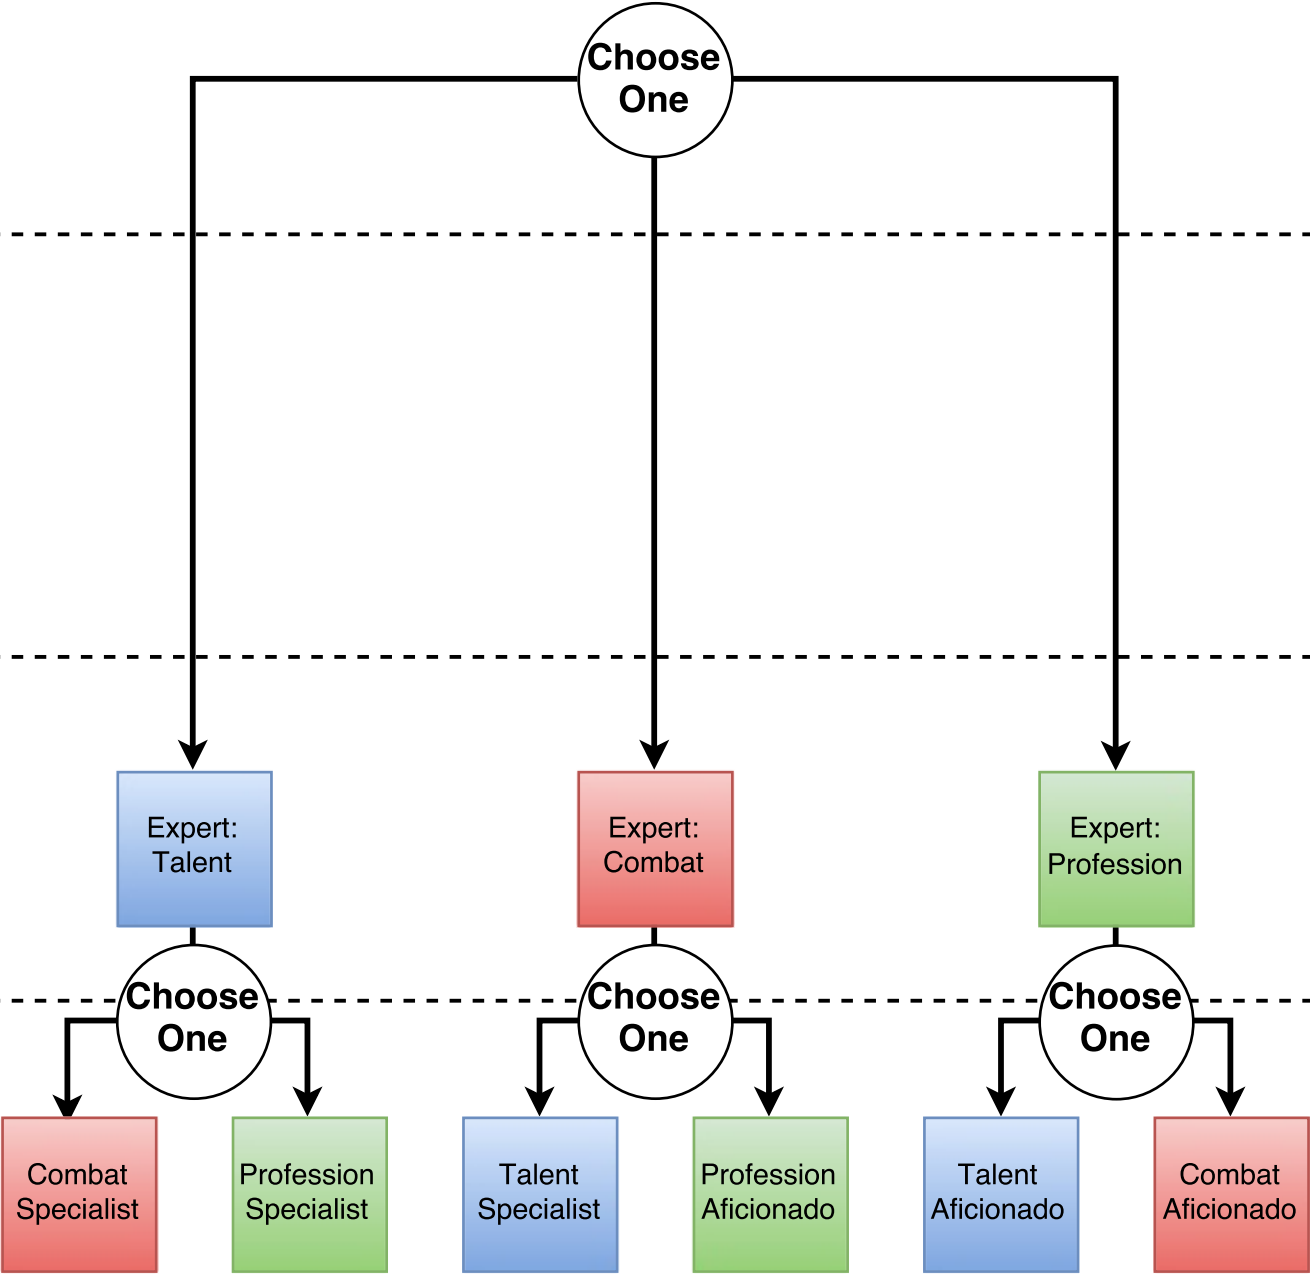 Choose
One
Expert:
Talent
Expert:
Combat
Expert:
Profession
Choose
One
Choose
One
Choose
One
Combat
Specialist
Profession
Specialist
Talent
Specialist
Profession
Aficionado
Talent
Aficionado
Combat
Aficionado